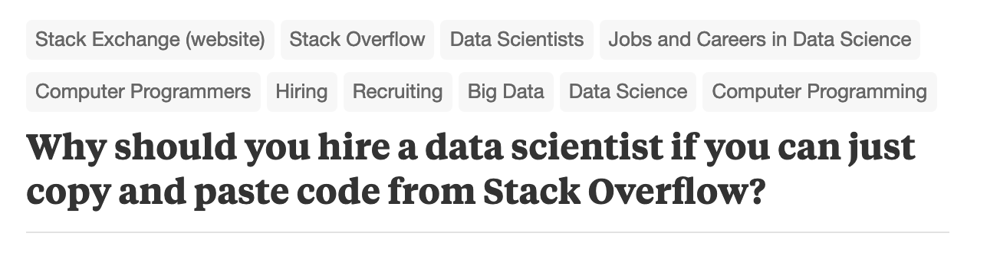 Stack Exchange (website) Stack Overflow Data Scientists Jobs and Careers in Data Science
Computer Programmers Hiring Recruiting Big Data Data Science Computer Programming
Why should you hire a data scientist if you can just
copy and paste code from Stack Overflow?